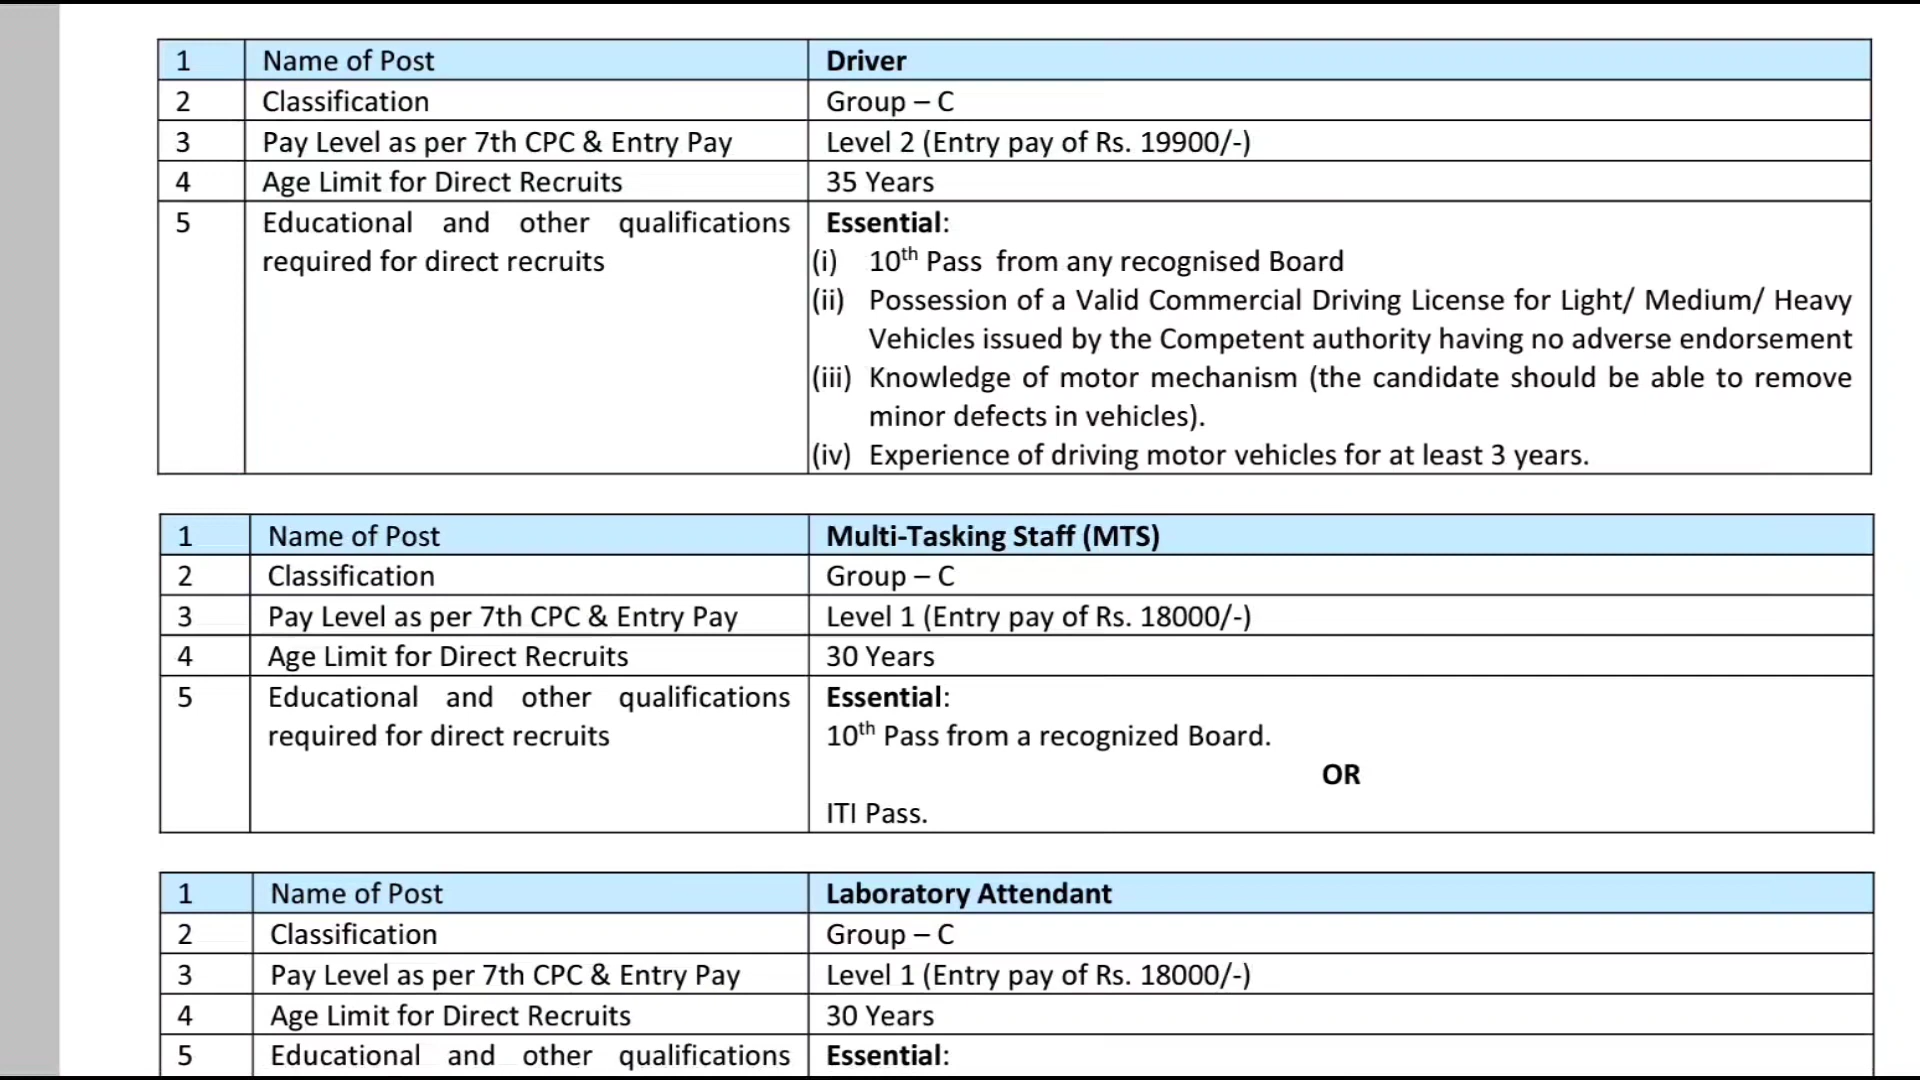 1 Name of Post Driver
2 Classification Group – C
3 Pay Level as per 7th CPC & Entry Pay Level 2 (Entry pay of Rs. 19900/-)
4 Age Limit for Direct Recruits 35 Years
5 Educational and other qualifications Essential:
required for direct recruits (i) 10th Pass from any recognised Board
(ii) Possession of a Valid Commercial Driving License for Light/ Medium/ Heavy
Vehicles issued by the Competent authority having no adverse endorsement
(iii) Knowledge of motor mechanism (the candidate should be able to remove
minor defects in vehicles).
(iv) Experience of driving motor vehicles for at least 3 years.
1 Name of Post Multi-Tasking Staff (MTS)
2 Classification Group – C
3 Pay Level as per 7th CPC & Entry Pay Level 1 (Entry pay of Rs. 18000/-)
4 Age Limit for Direct Recruits 30 Years
5 Educational and other qualifications Essential:
required for direct recruits 10th Pass from a recognized Board.
OR
ITI Pass.
1 Name of Post Laboratory Attendant
2 Classification Group – C
3 Pay Level as per 7th CPC & Entry Pay Level 1 (Entry pay of Rs. 18000/-)
4 Age Limit for Direct Recruits 30 Years
5 Educational and other qualifications Essential: